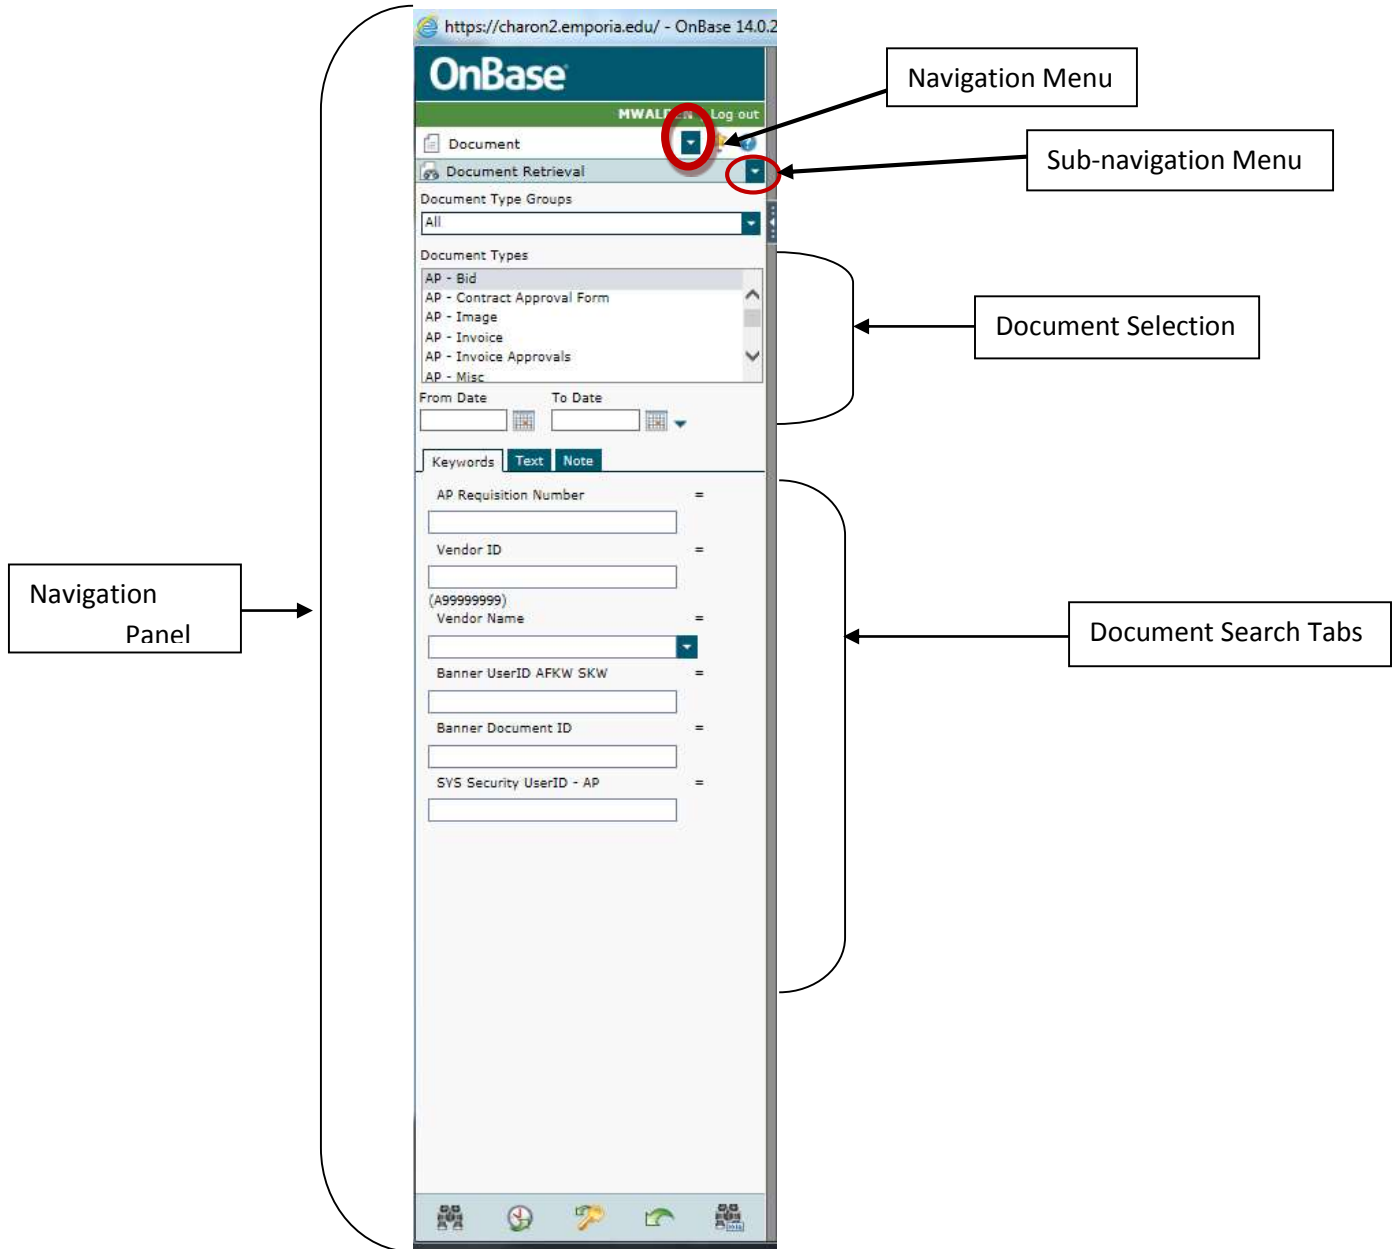 https://charon2.emporia.edu/ - OnBase 14.0.2
OnBase
Log out
Navigation Menu
Document
Sub-navigation Menu
Document Retrieval
Document Type Groups
All
Document Types
AP - Bid
AP - Contract Approval Form
AP - Image
AP - Invoice
AP - Invoice Approvals
AP - Misc
Document Selection
From Date To Date
Keywords Text Note
AP Requisition Number =
Vendor ID =
(A99999999)
Vendor Name =
Navigation
Panel
Document Search Tabs
Banner UserID AFKW SKW =
Banner Document ID =
SYS Security UserID - AP =